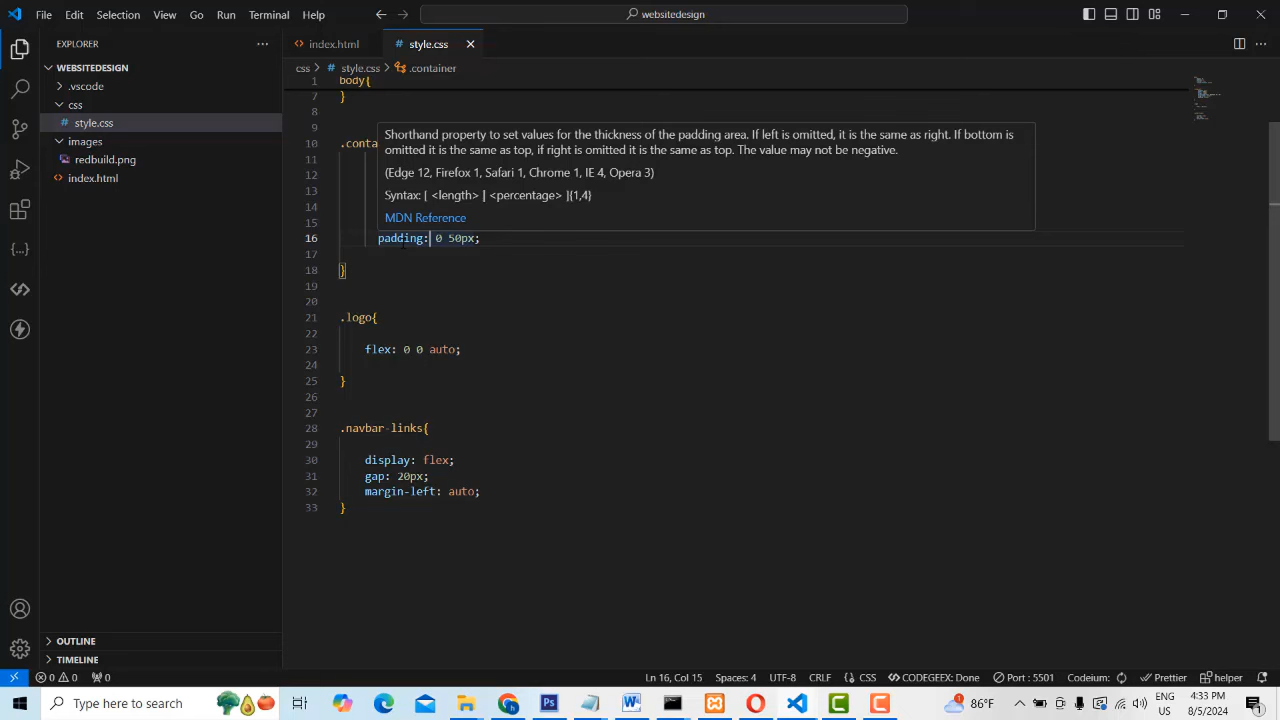 File Edit Selection View Go Run Terminal Help websitedesign
EXPLORER
WEBSITEDESIGN
.vscode
css
# style.css
images
redbuild.png
index.html
OUTLINE
TIMELINE
index.html # style.css
css > # style.css > .container
1 body{
7 }
8
9
10 .conta
11
12
13
14
15
16 padding: 0 50px;
17
18 }
19
20
21 .logo{
22
23 flex: 0 0 auto;
24
25 }
26
27
28 .navbar-links{
29
30 display: flex;
31 gap: 20px;
32 margin-left: auto;
33 }
Shorthand property to set values for the thickness of the padding area. If left is omitted, it is the same as right. If bottom is
omitted it is the same as top, if right is omitted it is the same as top. The value may not be negative.
(Edge 12, Firefox 1, Safari 1, Chrome 1, IE 4, Opera 3)
Syntax: [ <length> | <percentage> ]{1,4}
MDN Reference
0 0 0 Ln 16, Col 15 Spaces: 4 UTF-8 CRLF CSS CODEGEEX: Done Port : 5501 Codeium: Prettier helper
Type here to search 86°F ENG 4:33 PM
US 8/5/2024 1